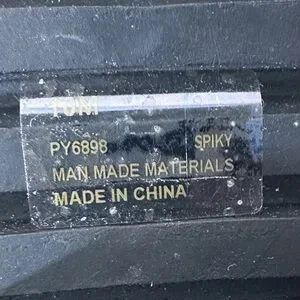 10M
PY6898 SPIKY
MAN MADE MATERIALS
MADE IN CHINA